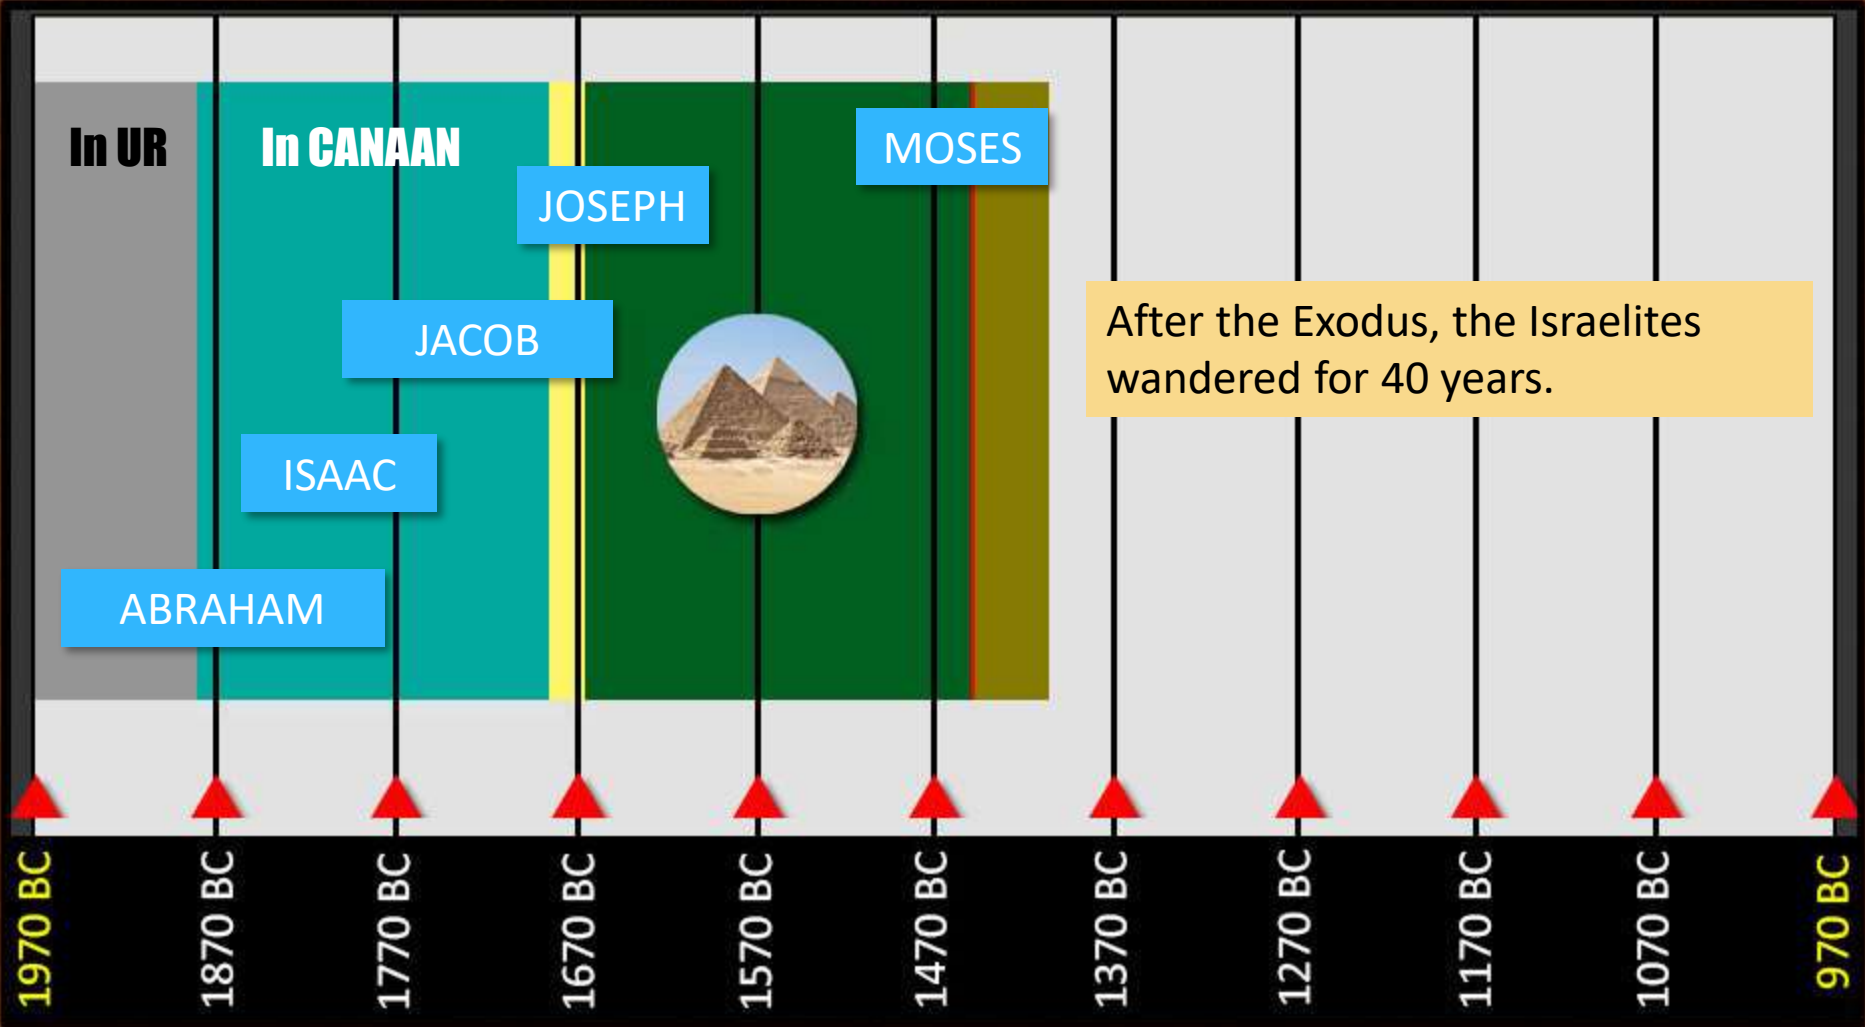 In UR
In CANAAN
MOSES
JOSEPH
After the Exodus, the Israelites
wandered for 40 years.
JACOB
ISAAC
ABRAHAM
1970 BC
1870 BC
1770 BC
1670 BC
1570 BC
1470 BC
1370 BC
1270 BC
1170 BC
1070 BC
970 BC